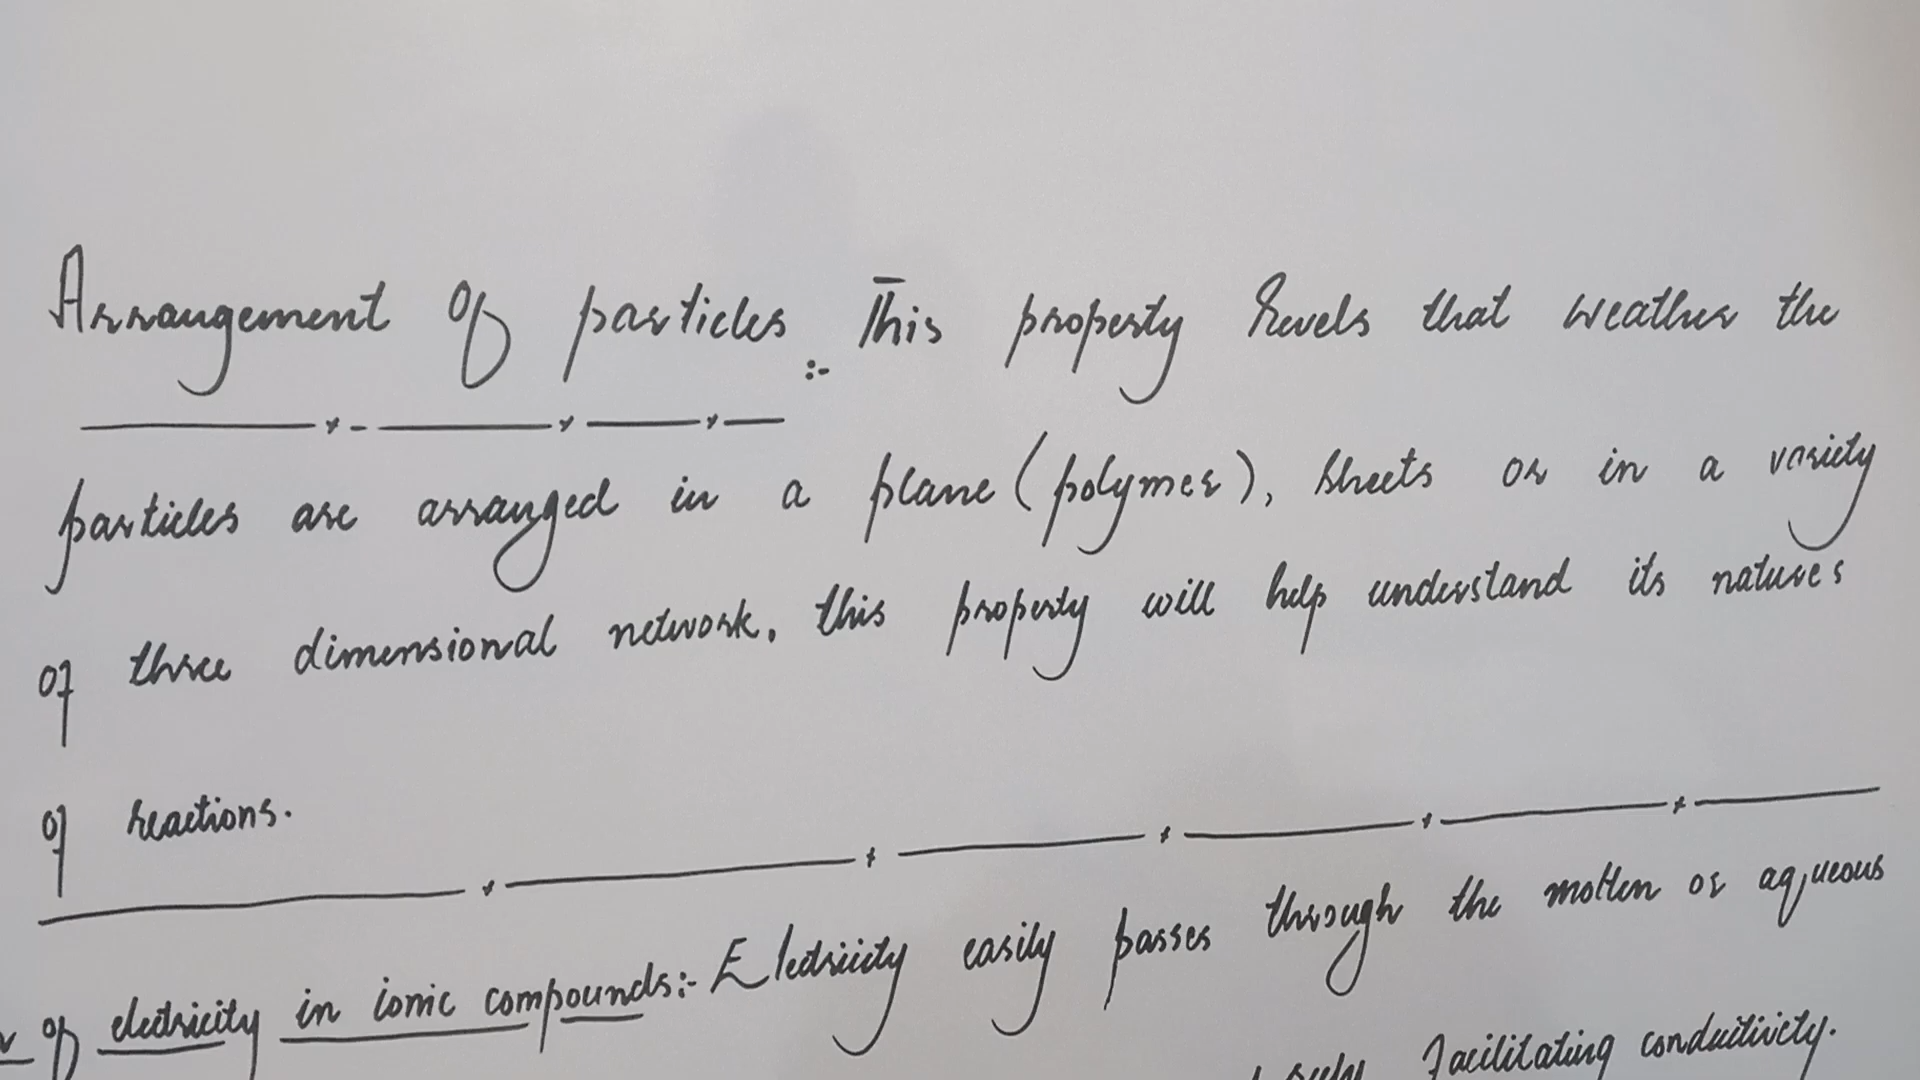 Arrangement of particles :- This property Revels that weather the
particles are arranged in a plane (polymer), sheets or in a variety
of three dimensional network, this property will help understand its natures
of reactions.
of electricity in ionic compounds:- Electricity easily passes through the molten or aqueous
facilitating conductivity.